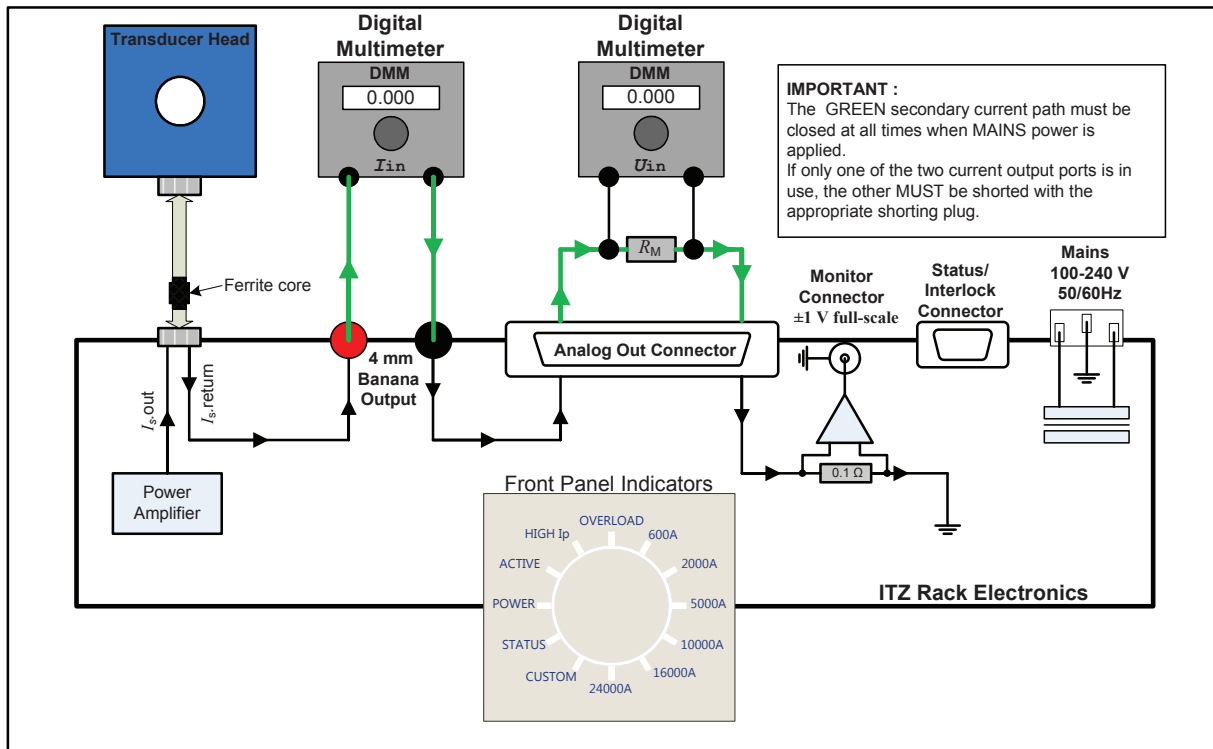 Transducer Head
Digital
Multimeter
DMM
0.000
Iin
Digital
Multimeter
DMM
0.000
Uin
RM
IMPORTANT :
The GREEN secondary current path must be
closed at all times when MAINS power is
applied.
If only one of the two current output ports is in
use, the other MUST be shorted with the
appropriate shorting plug.
Ferrite core
Monitor
Connector
±1 V full-scale
Status/
Interlock
Connector
Mains
100-240 V
50/60Hz
4 mm
Banana
Output
Analog Out Connector
Is.out
Is.return
Power
Amplifier
0.1 Ω
Front Panel Indicators
OVERLOAD
HIGH Ip
600A
ACTIVE
2000A
POWER
5000A
STATUS
10000A
CUSTOM
16000A
24000A
ITZ Rack Electronics